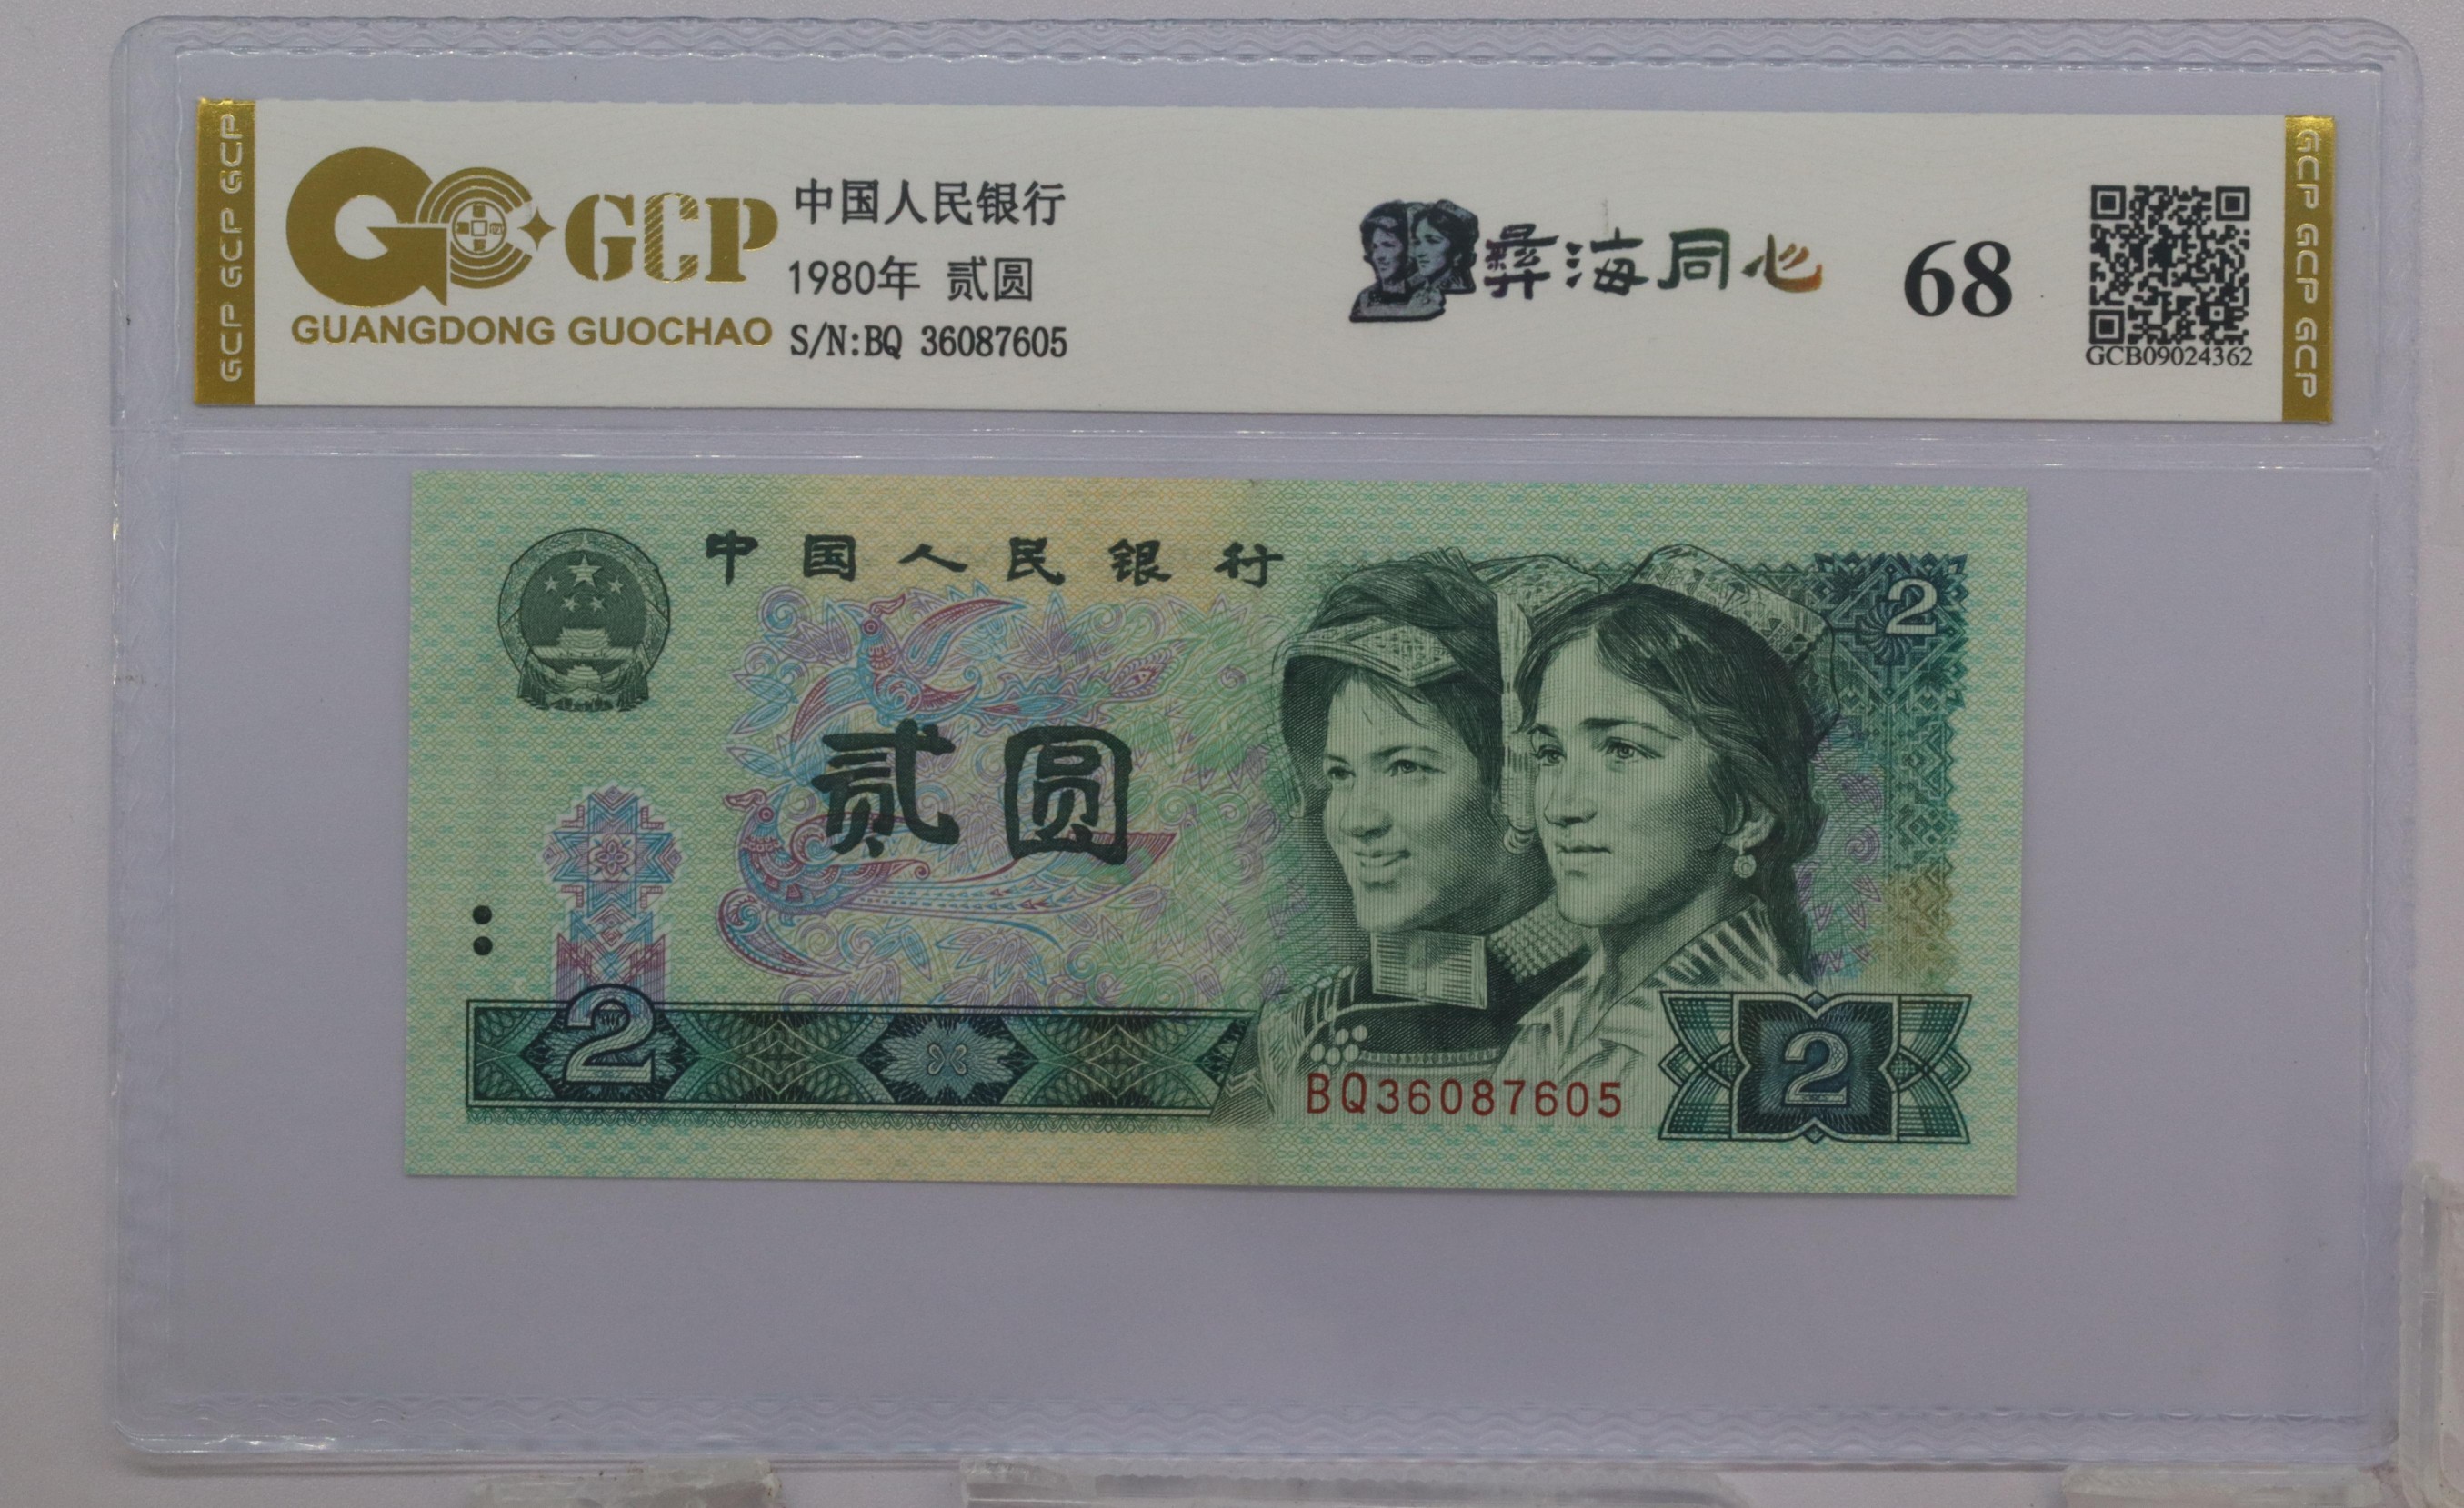 GCP GCP GCP
GCP
GUANGDONG GUOCHAO
中国人民银行
1980年 贰圆
S/N:BQ 36087605
彝海同心
68
GCB09024362
GCP GCP GCP
中国人民银行
2
贰圆
2
BQ36087605
2